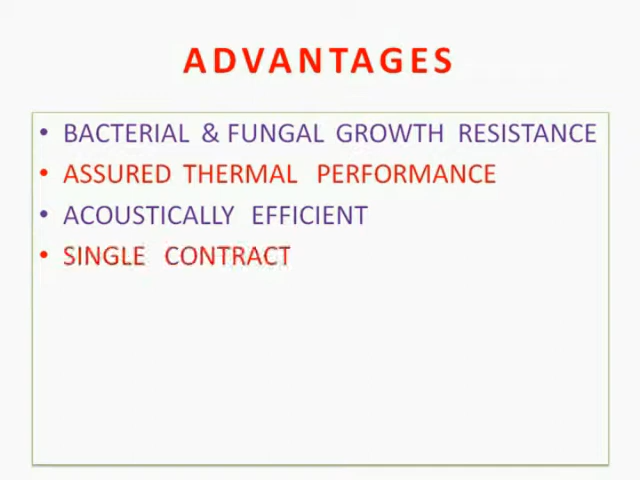 ADVANTAGES
• BACTERIAL & FUNGAL GROWTH RESISTANCE
• ASSURED THERMAL PERFORMANCE
• ACOUSTICALLY EFFICIENT
• SINGLE CONTRACT